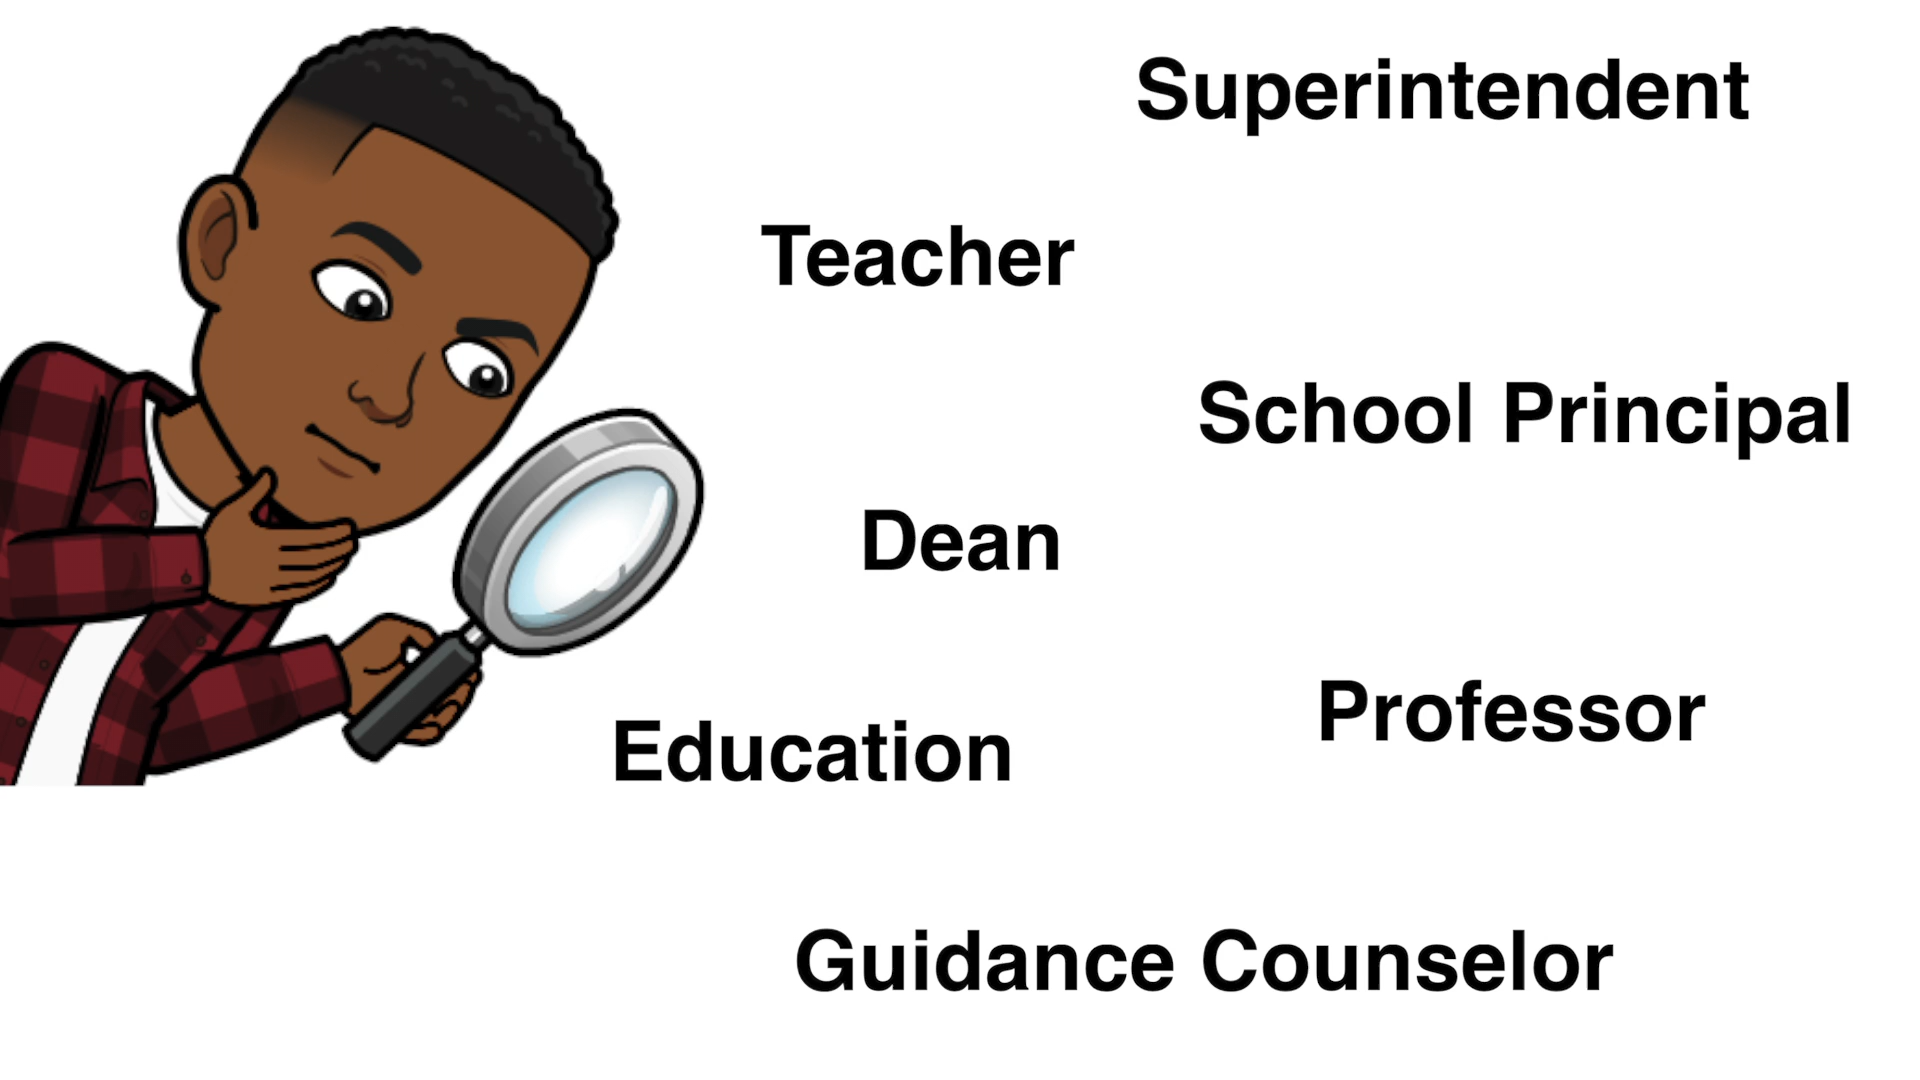 Superintendent
Teacher
School Principal
Dean
Professor
Education
Guidance Counselor